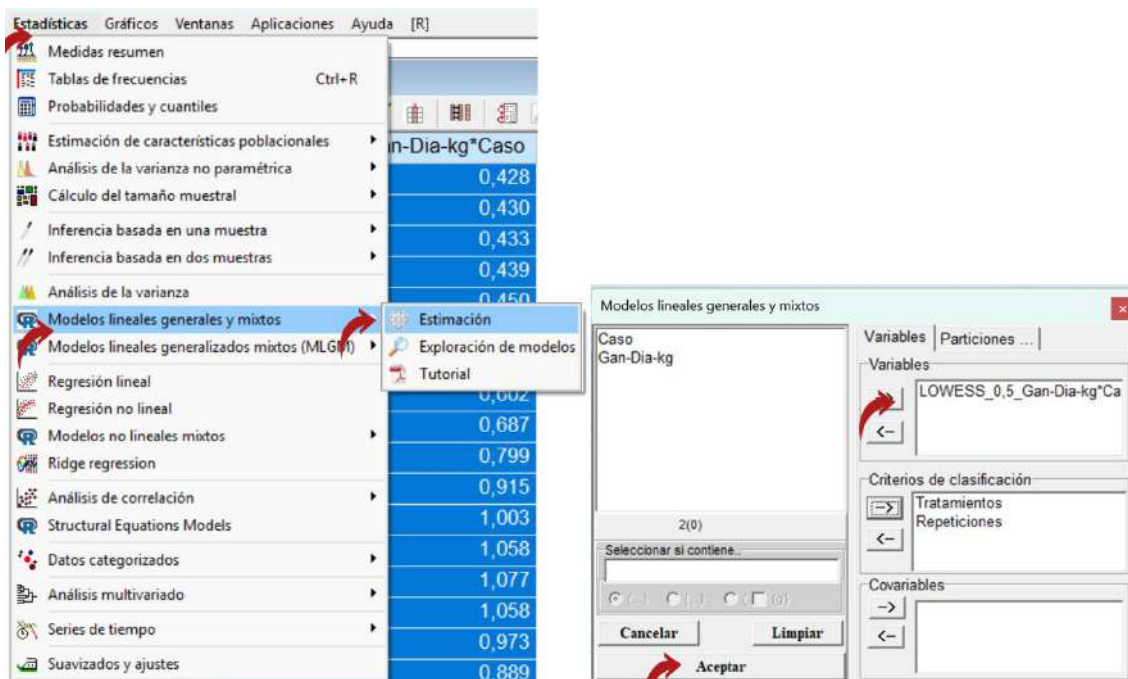 Estadísticas Gráficos Ventanas Aplicaciones Ayuda [R]
Medidas resumen
Tablas de frecuencias Ctrl+R
Probabilidades y cuantiles
Estimación de características poblacionales
Análisis de la varianza no paramétrica
Cálculo del tamaño muestral
Inferencia basada en una muestra
Inferencia basada en dos muestras
Análisis de la varianza
Modelos lineales generales y mixtos
Modelos lineales generalizados mixtos (MLGM)
Regresión lineal
Regresión no lineal
Modelos no lineales mixtos
Ridge regression
Análisis de correlación
Structural Equations Models
Datos categorizados
Análisis multivariado
Series de tiempo
Suavizados y ajustes
Estimación
Exploración de modelos
Tutorial
n-Dia-kg*Caso
0,428
0,430
0,433
0,439
0,450
0,602
0,687
0,799
0,915
1,003
1,058
1,077
1,058
0,973
0,889
Modelos lineales generales y mixtos
Caso
Gan-Dia-kg
2(0)
Seleccionar si contiene..
Cancelar Limpiar
Aceptar
Variables Particiones ...
Variables
LOWESS_0,5_Gan-Dia-kg*Ca
Criterios de clasificación
Tratamientos
Repeticiones
Covariables